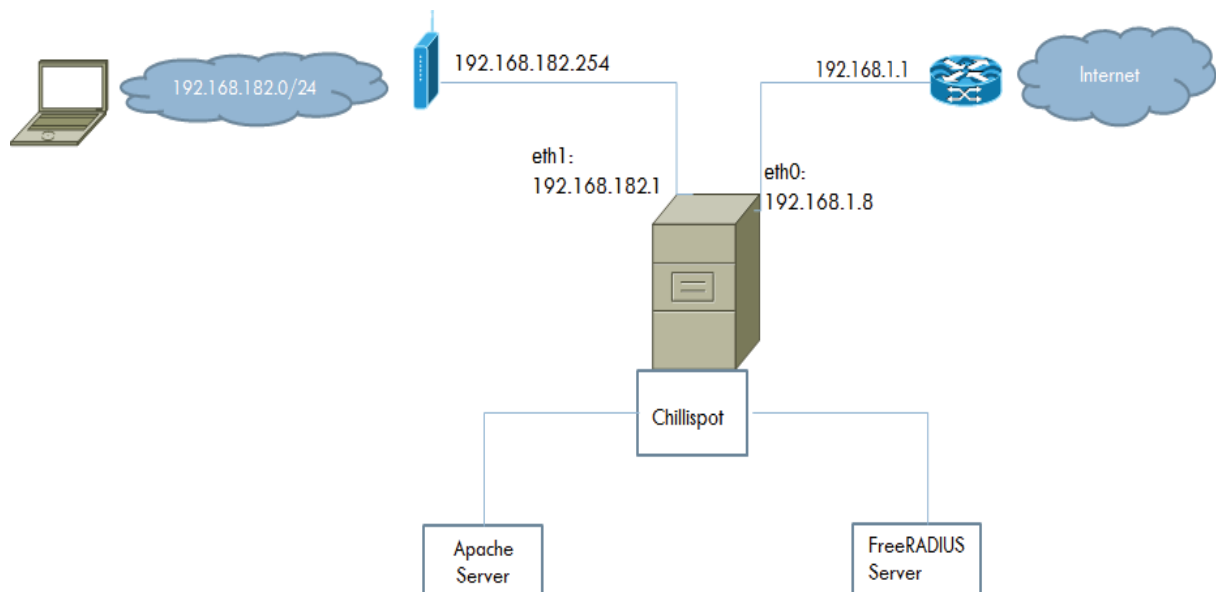 192.168.182.0/24
192.168.182.254
192.168.1.1
Internet
eth1:
192.168.182.1
eth0:
192.168.1.8
Chillispot
Apache
Server
FreeRADIUS
Server